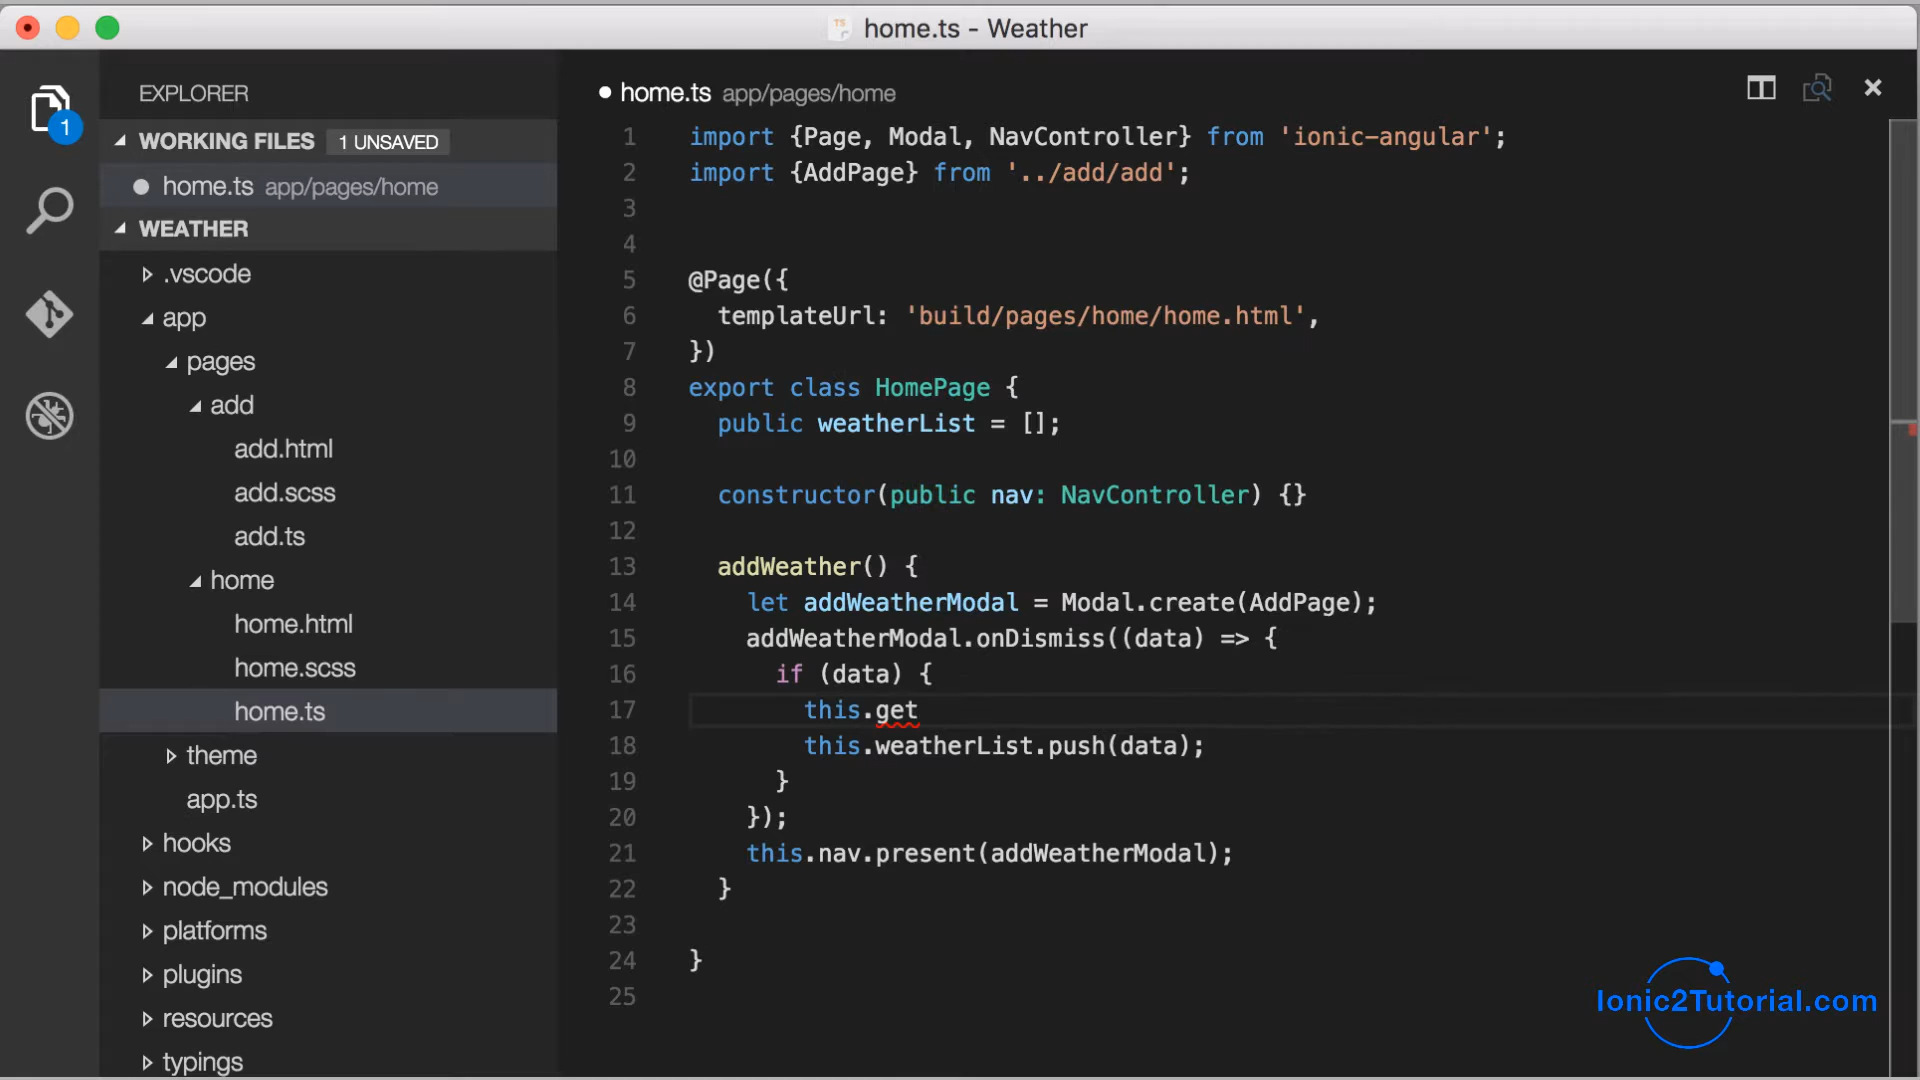 home.ts - Weather
EXPLORER
WORKING FILES 1 UNSAVED
home.ts app/pages/home
WEATHER
.vscode
app
pages
add
add.html
add.scss
add.ts
home
home.html
home.scss
home.ts
theme
app.ts
hooks
node_modules
platforms
plugins
resources
typings
1
home.ts app/pages/home
1 import {Page, Modal, NavController} from 'ionic-angular';
2 import {AddPage} from '../add/add';
3
4
5 @Page({
6 templateUrl: 'build/pages/home/home.html',
7 })
8 export class HomePage {
9 public weatherList = [];
10
11 constructor(public nav: NavController) {}
12
13 addWeather() {
14 let addWeatherModal = Modal.create(AddPage);
15 addWeatherModal.onDismiss((data) => {
16 if (data) {
17 this.get
18 this.weatherList.push(data);
19 }
20 });
21 this.nav.present(addWeatherModal);
22 }
23
24 }
25
Ionic2Tutorial.com